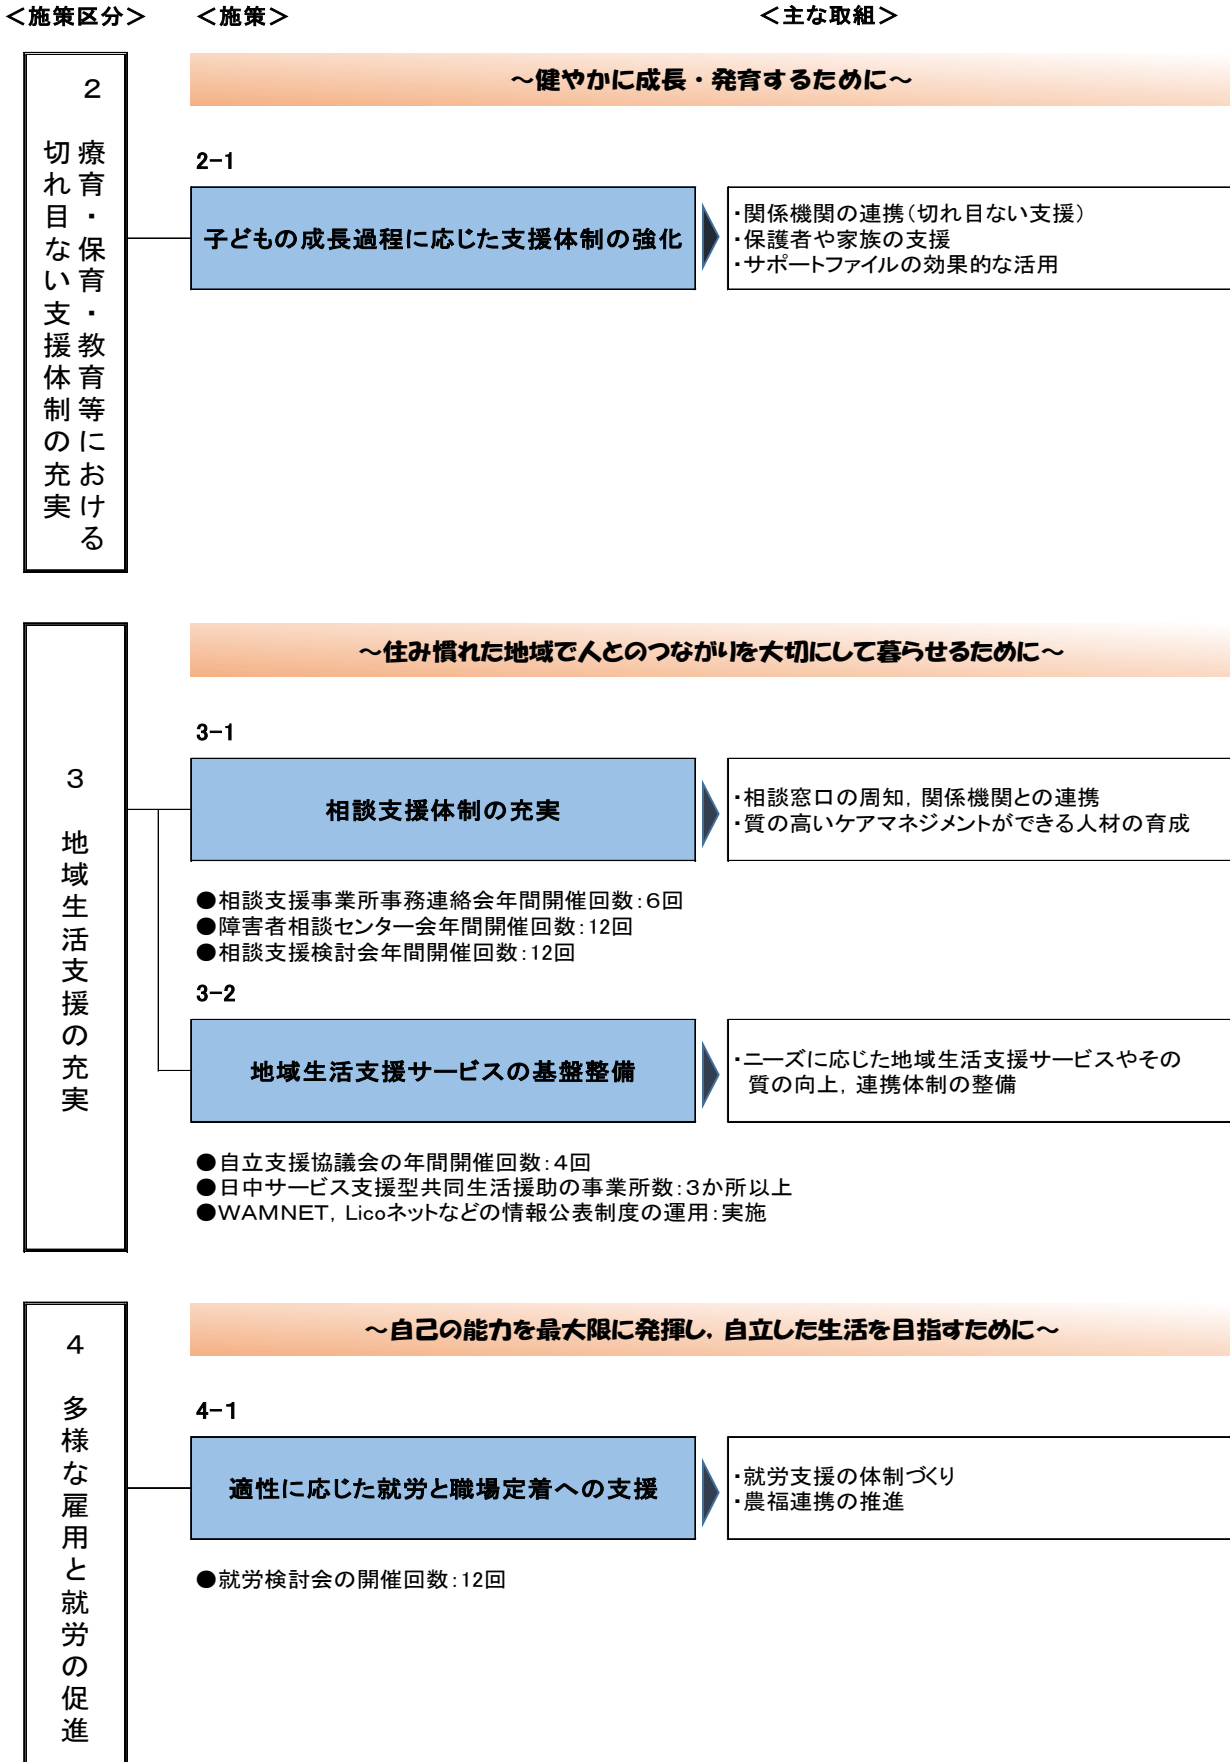 ＜施策区分＞　＜施策＞　＜主な取組＞
2
療育・保育・教育等における
切れ目ない支援体制の充実
～健やかに成長・発育するために～
2-1
子どもの成長過程に応じた支援体制の強化
・関係機関の連携（切れ目ない支援）
・保護者や家族の支援
・サポートファイルの効果的な活用
3　地域生活支援の充実
～住み慣れた地域で人とのつながりを大切にして暮らせるために～
3-1
相談支援体制の充実
・相談窓口の周知，関係機関との連携
・質の高いケアマネジメントができる人材の育成
●相談支援事業所事務連絡会年間開催回数：6回
●障害者相談センター会年間開催回数：12回
●相談支援検討会年間開催回数：12回
3-2
地域生活支援サービスの基盤整備
・ニーズに応じた地域生活支援サービスやその
質の向上，連携体制の整備
●自立支援協議会の年間開催回数：4回
●日中サービス支援型共同生活援助の事業所数：3か所以上
●WAMNET，Licoネットなどの情報公表制度の運用：実施
4　多様な雇用と就労の促進
～自己の能力を最大限に発揮し，自立した生活を目指すために～
4-1
適性に応じた就労と職場定着への支援
・就労支援の体制づくり
・農福連携の推進
●就労検討会の開催回数：12回